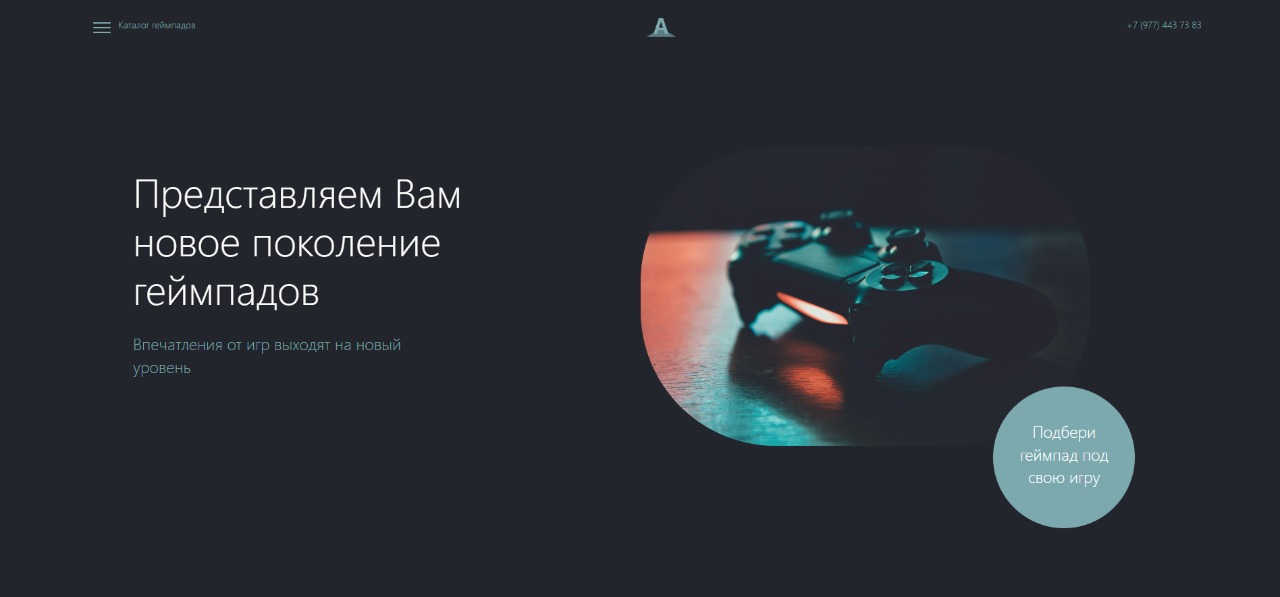 Каталог геймпадов
A
+7 (977) 443 73 83
Представляем Вам
новое поколение
геймпадов
Впечатления от игр выходят на новый
уровень
Подбери
геймпад под
свою игру